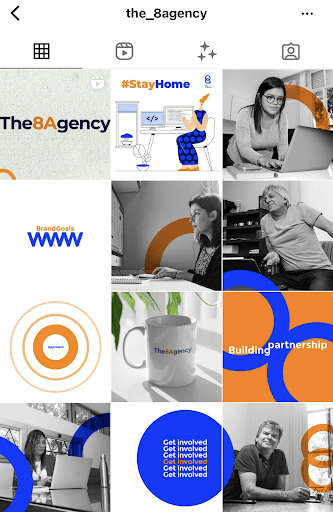 the_8agency
The8Agency
#StayHome
</>
BrandGoals
WWWW
Approach
The8Agency
Building
partnership
Get involved
Get involved
Get involved
Get involved
Get involved
Get involved